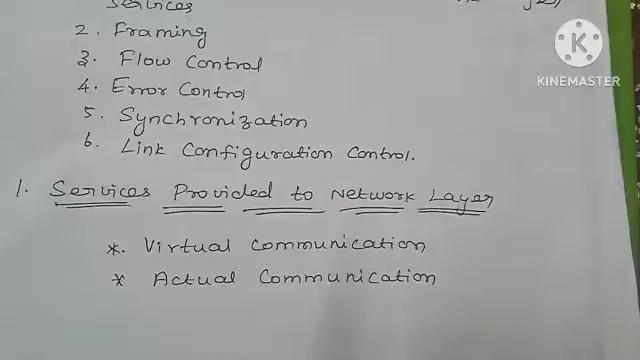 Services
2. Framing
3. Flow Control
4. Error Control
5. Synchronization
6. Link Configuration Control.
1. Services Provided to Network Layer
*. Virtual Communication
* Actual Communication
K
KINEMASTER